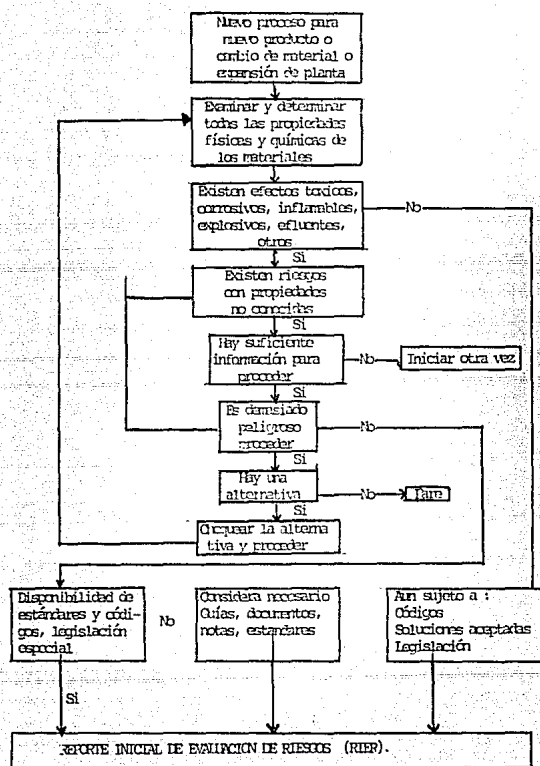 Nuevo proceso para
nuevo producto o
cambio de material o
expansión de planta
Examinar y determinar
todas las propiedades
físicas y químicas de
los materiales
Existen efectos toxicos,
corrosivos, inflamables,
explosivos, efluentes,
otros
No
Si
Existen riesgos
con propiedades
no conocidas
Si
Hay suficiente
información para
proceder
No
Iniciar otra vez
Si
Es demasiado
peligroso
proceder
No
Si
Hay una
alternativa
No
Pare
Si
Chequear la alterna
tiva y proceder
Disponibilidad de
estándares y códi-
gos, legislación
especial
No
Considera necesario
Guías, documentos,
notas, estandares
Aun sujeto a :
Códigos
Soluciones aceptadas
Legislación
Si
REPORTE INICIAL DE EVALUACION DE RIESGOS (RIER).